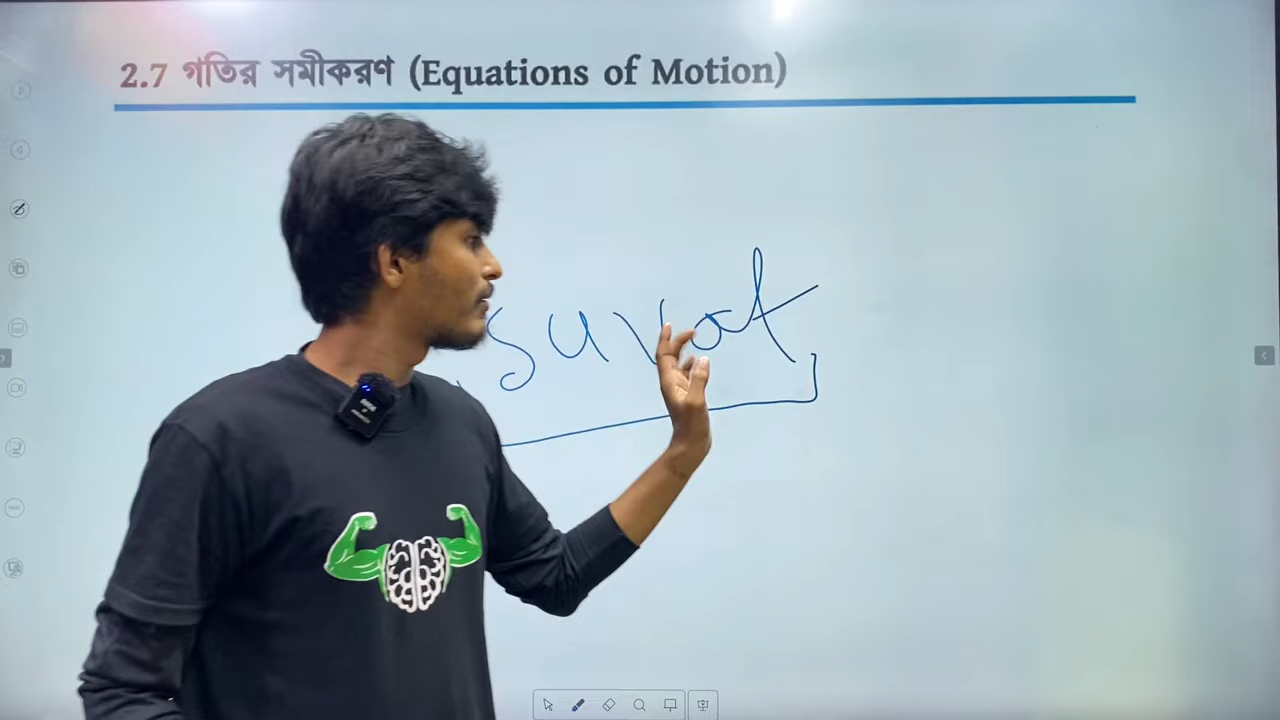 2.7 গতির সমীকরণ (Equations of Motion)
suvat